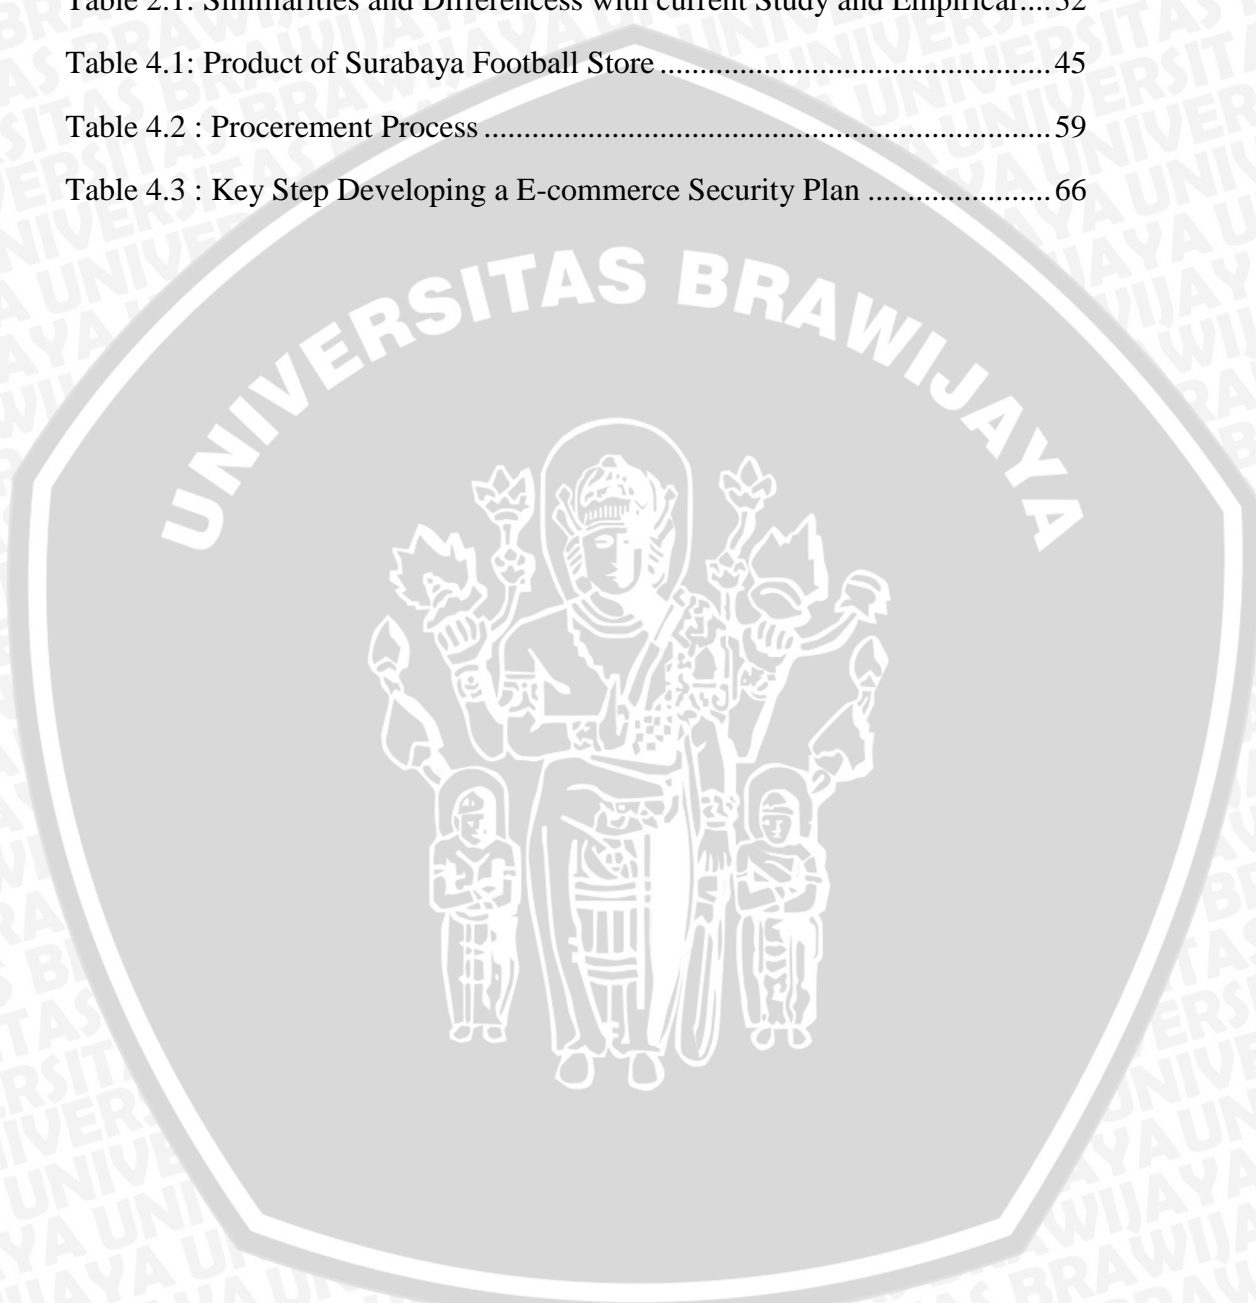 Table 2.1: Similarities and Differencess with current Study and Empirical....32
Table 4.1: Product of Surabaya Football Store.................................................45
Table 4.2 : Procerement Process.......................................................................59
Table 4.3 : Key Step Developing a E-commerce Security Plan .......................66
UNIVERSITAS BRAWIJAYA